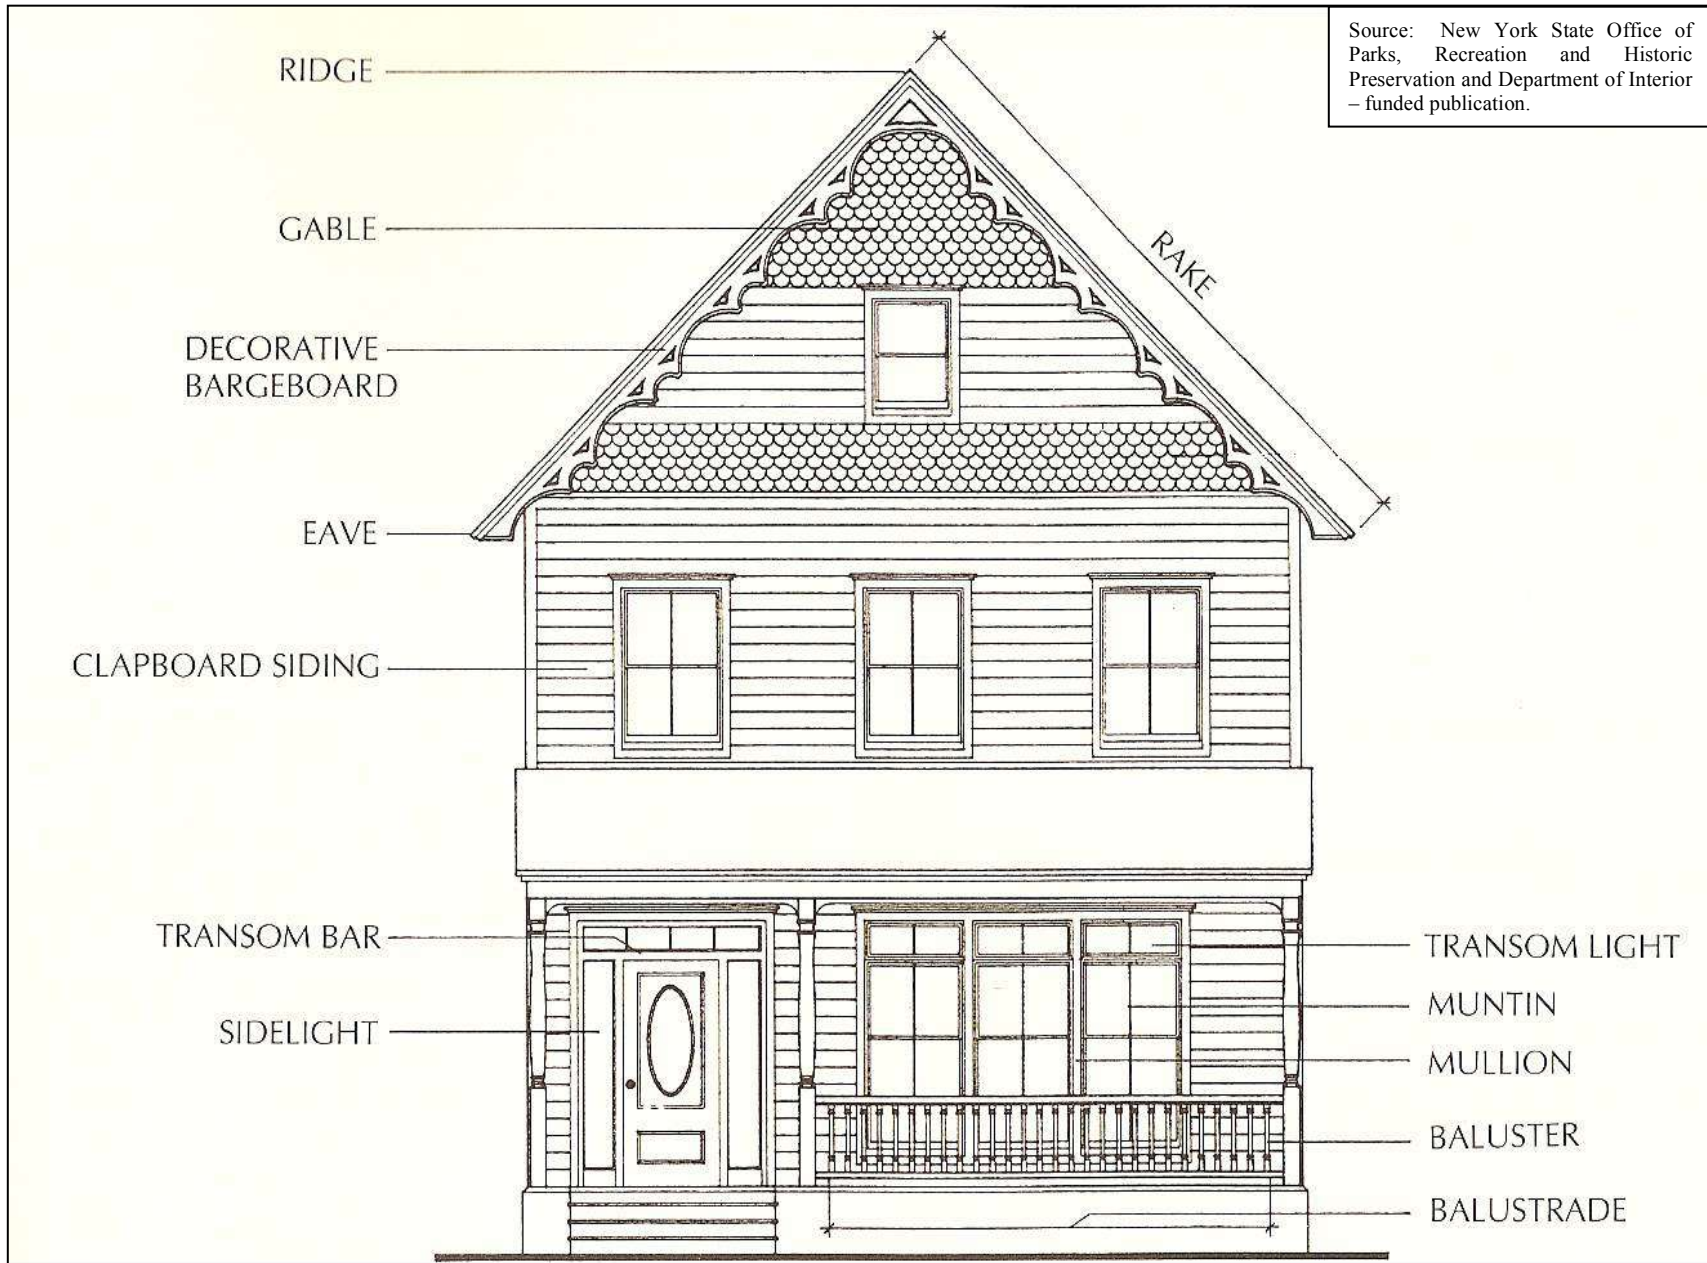 Source: New York State Office of
Parks, Recreation and Historic
Preservation and Department of Interior
– funded publication.
RIDGE
GABLE
RAKE
DECORATIVE
BARGEBOARD
EAVE
CLAPBOARD SIDING
TRANSOM BAR
TRANSOM LIGHT
MUNTIN
SIDELIGHT
MULLION
BALUSTER
BALUSTRADE